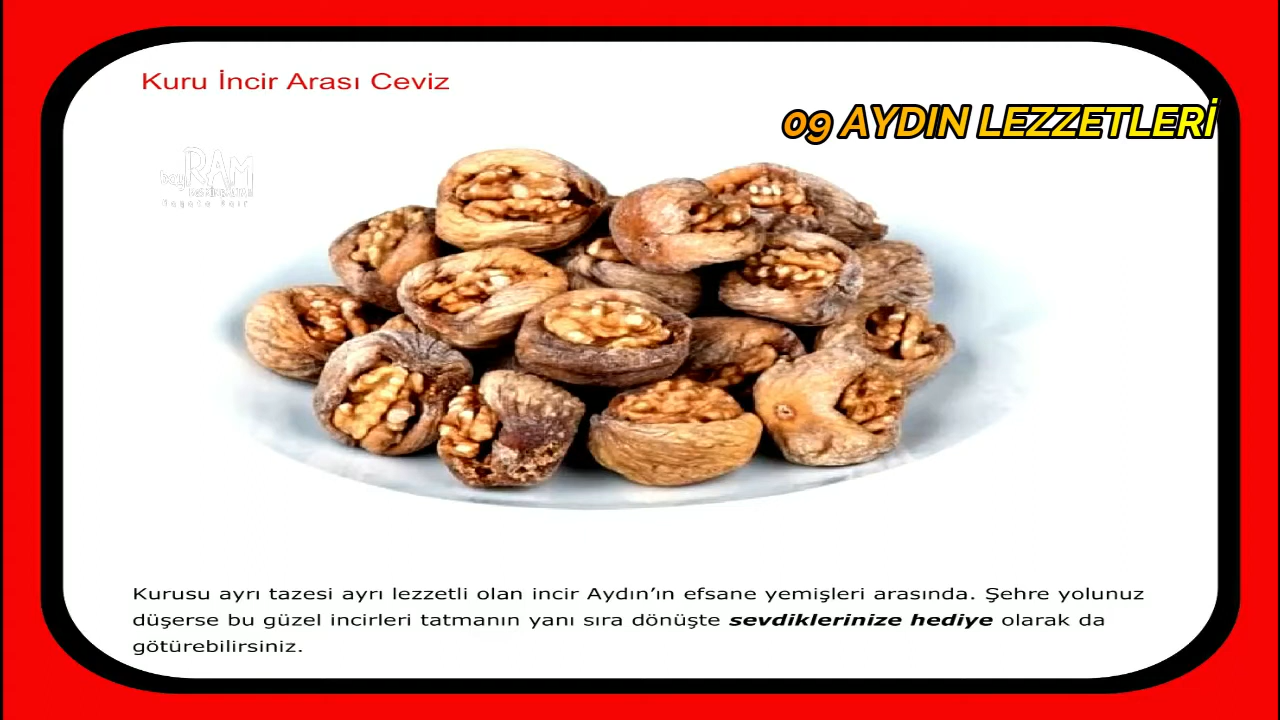 Kuru İncir Arası Ceviz
09 AYDIN LEZZETLERİ
bayRAM
Kurusu ayrı tazesi ayrı lezzetli olan incir Aydın’ın efsane yemişleri arasında. Şehre yolunuz
düşerse bu güzel incirleri tatmanın yanı sıra dönüşte sevdiklerinize hediye olarak da
götürebilirsiniz.